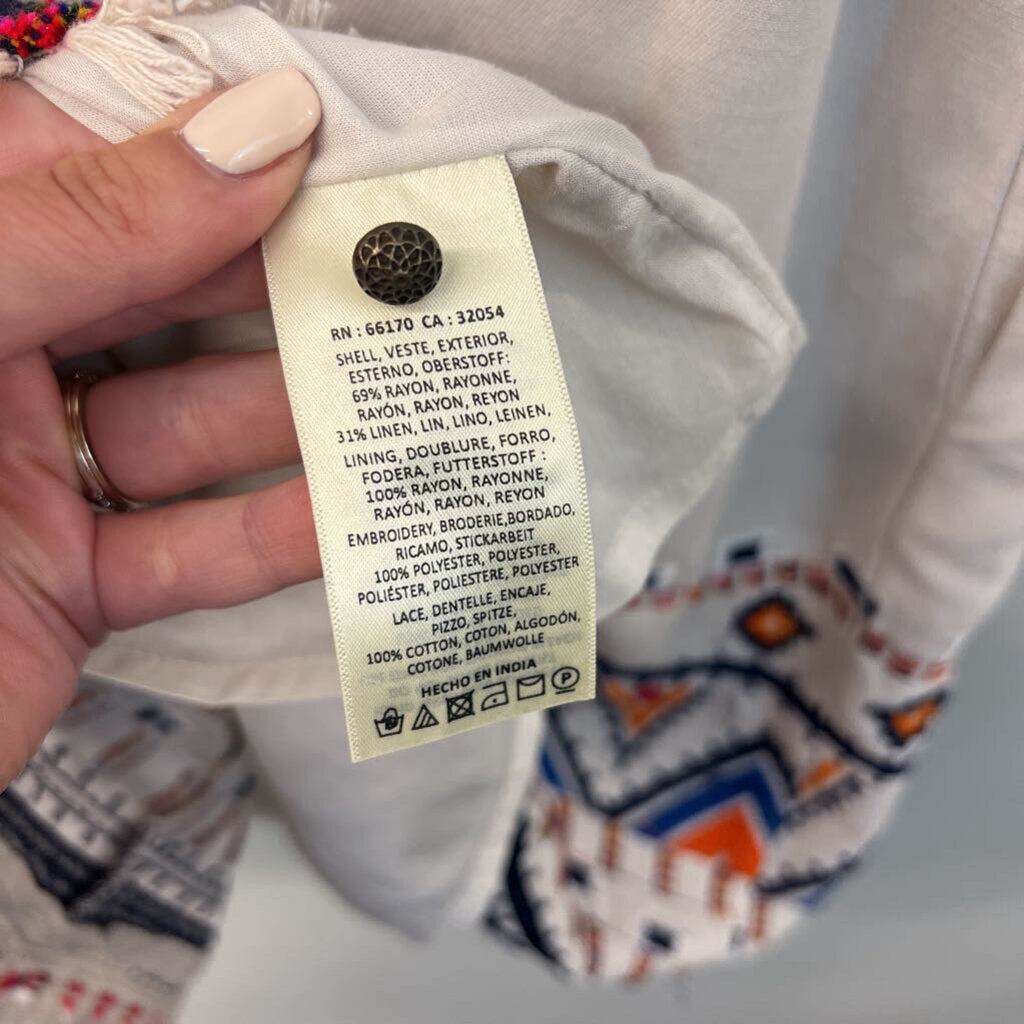 RN : 66170 CA : 32054
SHELL, VESTE, EXTERIOR,
ESTERNO, OBERSTOFF:
69% RAYON, RAYONNE,
RAYÓN, RAYON, REYON
31% LINEN, LIN, LINO, LEINEN,
LINING, DOUBLURE, FORRO,
FODERA, FUTTERSTOFF :
100% RAYON, RAYONNE,
RAYÓN, RAYON, REYON
EMBROIDERY, BRODERIE,BORDADO,
RICAMO, STICKARBEIT
100% POLYESTER, POLYESTER,
POLIÉSTER, POLIESTERE, POLYESTER
LACE, DENTELLE, ENCAJE,
PIZZO, SPITZE,
100% COTTON, COTON, ALGODÓN,
COTONE, BAUMWOLLE
HECHO EN INDIA
P